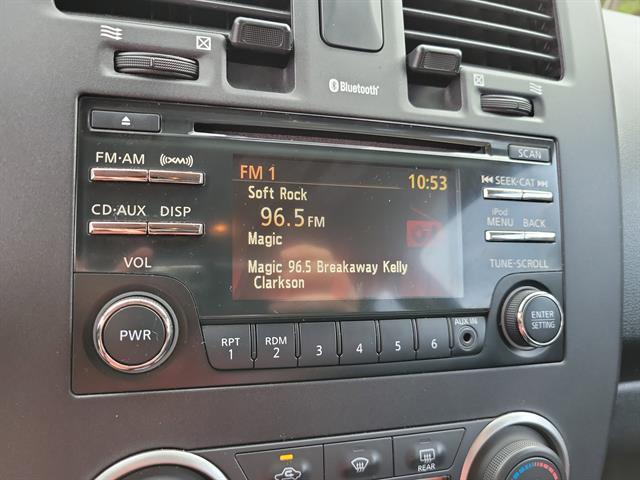 Bluetooth
SCAN
FM·AM (XM)
SEEK·CAT
CD·AUX DISP
iPod
MENU BACK
FM 1 10:53
Soft Rock
96.5 FM
Magic
Magic 96.5 Breakaway Kelly
Clarkson
VOL
TUNE·SCROLL
PWR
RPT
1
RDM
2
3
4
5
6
AUX IN
ENTER
SETTING
REAR